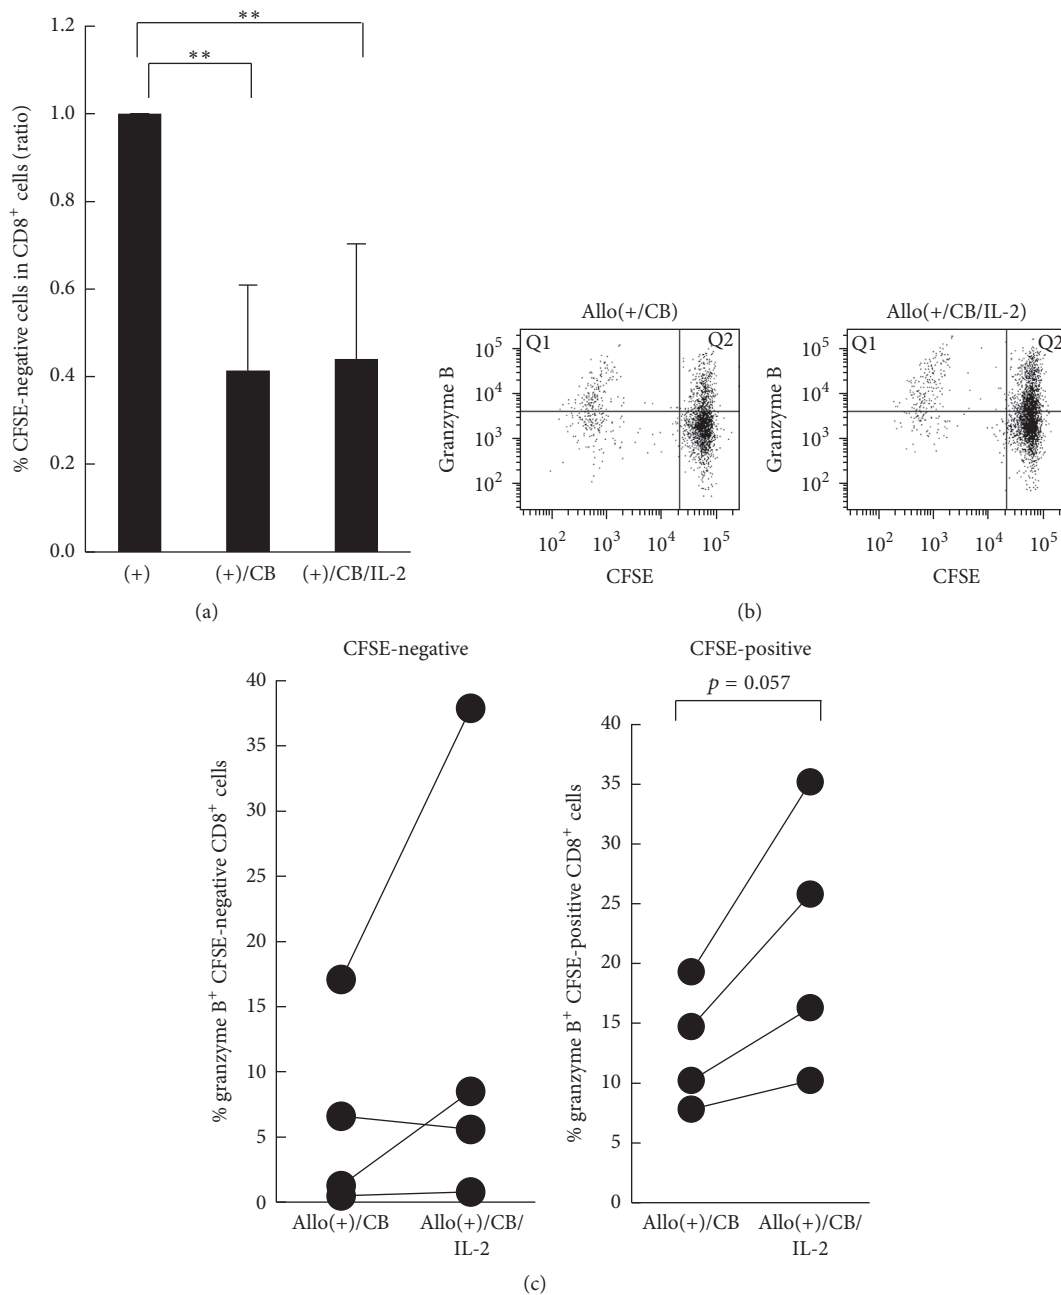 % CFSE-negative cells in CD8⁺ cells (ratio)
1.2
1.0
0.8
0.6
0.4
0.2
0.0
**
**
(+)
(+)/CB
(+)/CB/IL-2
(a)
Allo(+/CB)
Q1
Q2
Granzyme B
10⁵
10⁴
10³
10²
10² 10³ 10⁴ 10⁵
CFSE
Allo(+/CB/IL-2)
Q1
Q2
Granzyme B
10⁵
10⁴
10³
10²
10² 10³ 10⁴ 10⁵
CFSE
(b)
CFSE-negative
% granzyme B⁺ CFSE-negative CD8⁺ cells
40
35
30
25
20
15
10
5
0
Allo(+)/CB
Allo(+)/CB/
IL-2
CFSE-positive
p = 0.057
% granzyme B⁺ CFSE-positive CD8⁺ cells
40
35
30
25
20
15
10
5
0
Allo(+)/CB
Allo(+)/CB/
IL-2
(c)